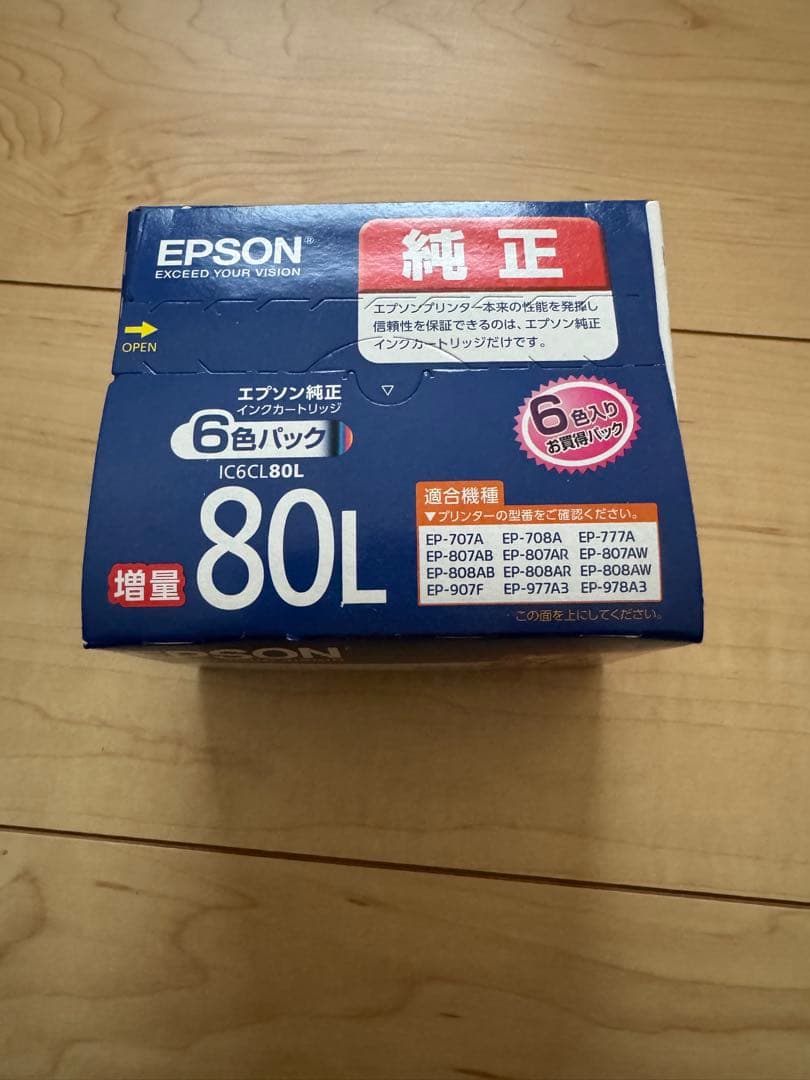 EPSON®
EXCEED YOUR VISION
純正
エプソンプリンター本来の性能を発揮し
信頼性を保証できるのは、エプソン純正
インクカートリッジだけです。
OPEN
エプソン純正
インクカートリッジ
6色パック
IC6CL80L
増量
80L
6色入り
お買得パック
適合機種
▼プリンターの型番をご確認ください。
EP-707A EP-708A EP-777A
EP-807AB EP-807AR EP-807AW
EP-808AB EP-808AR EP-808AW
EP-907F EP-977A3 EP-978A3
この面を上にしてください。
EPSON